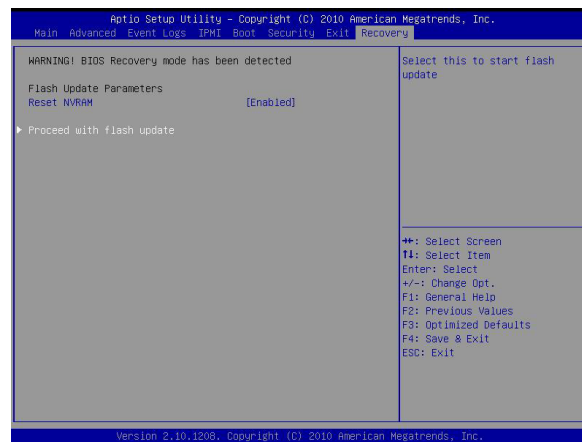 Aptio Setup Utility – Copyright (C) 2010 American Megatrends, Inc.
Main Advanced Event Logs IPMI Boot Security Exit Recovery
WARNING! BIOS Recovery mode has been detected
Flash Update Parameters
Reset NVRAM [Enabled]
Proceed with flash update
Select this to start flash
update
: Select Screen
↑↓: Select Item
Enter: Select
+/-: Change Opt.
F1: General Help
F2: Previous Values
F3: Optimized Defaults
F4: Save & Exit
ESC: Exit
Version 2.10.1208. Copyright (C) 2010 American Megatrends, Inc.